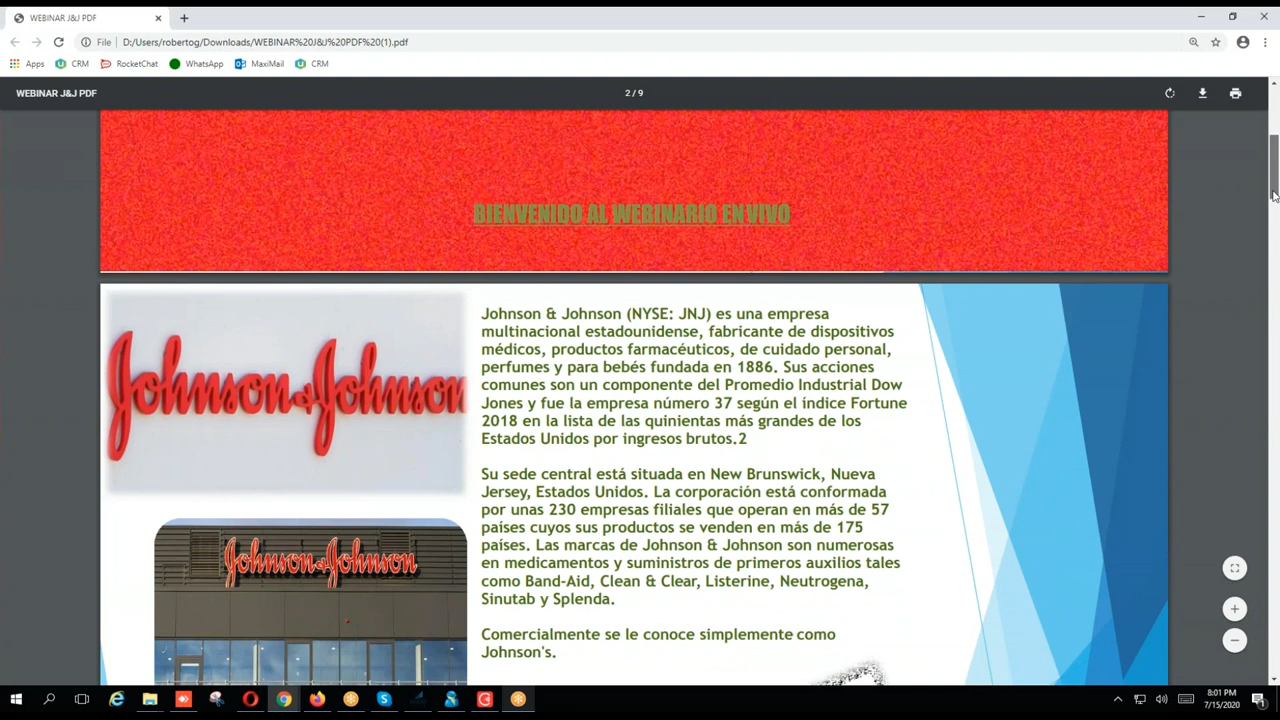 WEBINAR J&J PDF
File
D:/Users/robertog/Downloads/WEBINAR%20J&J%20PDF%20(1).pdf
Apps
CRM
RocketChat
WhatsApp
MaxiMail
CRM
WEBINAR J&J PDF
2 / 9
BIENVENIDO AL WEBINARIO EN VIVO
Johnson & Johnson
Johnson & Johnson (NYSE: JNJ) es una empresa
multinacional estadounidense, fabricante de dispositivos
médicos, productos farmacéuticos, de cuidado personal,
perfumes y para bebés fundada en 1886. Sus acciones
comunes son un componente del Promedio Industrial Dow
Jones y fue la empresa número 37 según el índice Fortune
2018 en la lista de las quinientas más grandes de los
Estados Unidos por ingresos brutos.2
Su sede central está situada en New Brunswick, Nueva
Jersey, Estados Unidos. La corporación está conformada
por unas 230 empresas filiales que operan en más de 57
países cuyos sus productos se venden en más de 175
países. Las marcas de Johnson & Johnson son numerosas
en medicamentos y suministros de primeros auxilios tales
como Band-Aid, Clean & Clear, Listerine, Neutrogena,
Sinutab y Splenda.
Comercialmente se le conoce simplemente como
Johnson's.
Johnson & Johnson
8:01 PM
7/15/2020